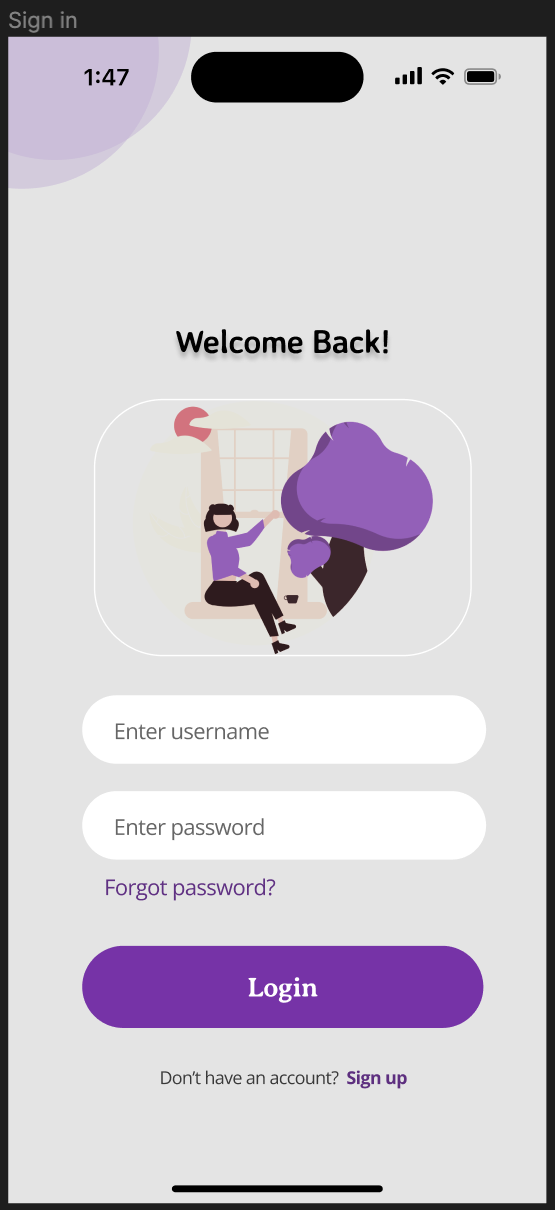 Sign in
1:47
Welcome Back!
Enter username
Enter password
Forgot password?
Login
Don’t have an account? Sign up